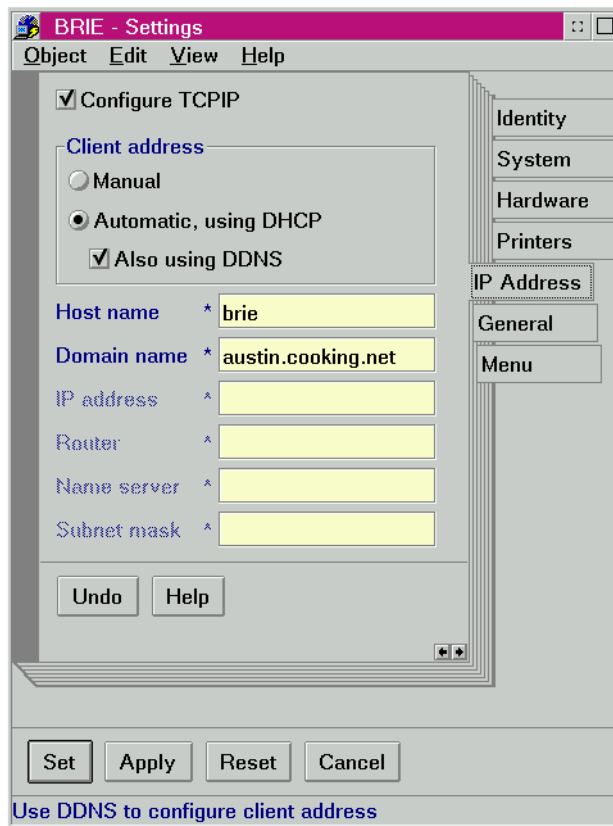 BRIE - Settings
Object Edit View Help
Configure TCPIP
Client address
Manual
Automatic, using DHCP
Also using DDNS
Host name * brie
Domain name * austin.cooking.net
IP address *
Router *
Name server *
Subnet mask *
Undo Help
Identity
System
Hardware
Printers
IP Address
General
Menu
Set Apply Reset Cancel
Use DDNS to configure client address